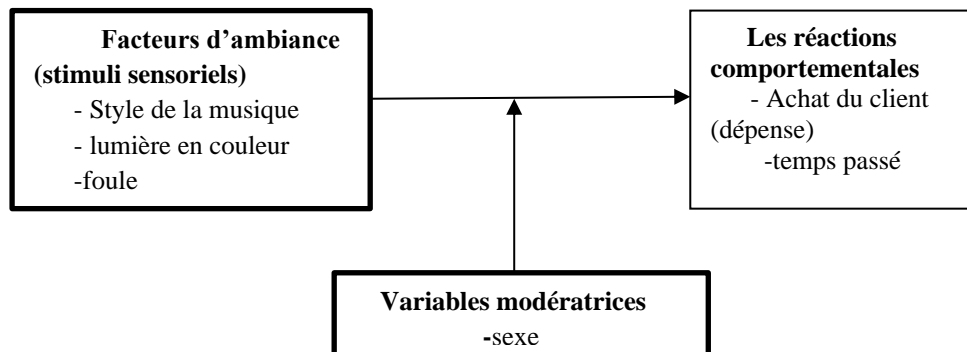 Facteurs d’ambiance
(stimuli sensoriels)
- Style de la musique
- lumière en couleur
-foule
Les réactions
comportementales
- Achat du client
(dépense)
-temps passé
Variables modératrices
-sexe